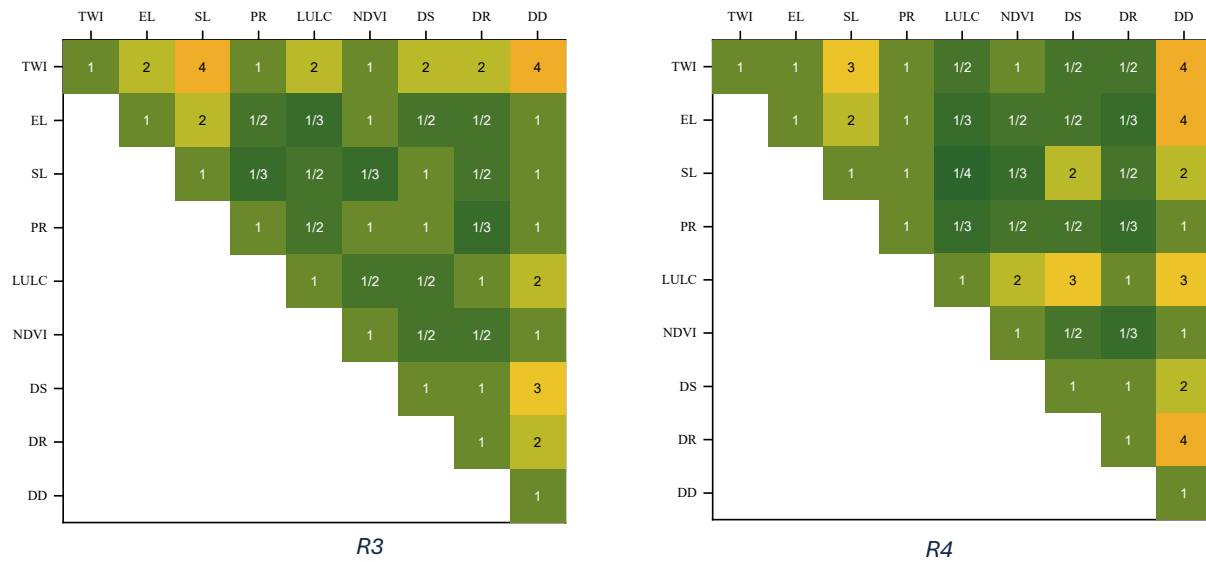 TWI EL SL PR LULC NDVI DS DR DD
TWI 1 2 4 1 2 1 2 2 4
EL 1 2 1/2 1/3 1 1/2 1/2 1
SL 1 1/3 1/2 1/3 1 1/2 1
PR 1 1/2 1 1 1/3 1
LULC 1 1/2 1/2 1 2
NDVI 1 1/2 1/2 1
DS 1 1 3
DR 1 2
DD 1
R3
TWI EL SL PR LULC NDVI DS DR DD
TWI 1 1 3 1 1/2 1 1/2 1/2 4
EL 1 2 1 1/3 1/2 1/2 1/3 4
SL 1 1 1/4 1/3 2 1/2 2
PR 1 1/3 1/2 1/2 1/3 1
LULC 1 2 3 1 3
NDVI 1 1/2 1/3 1
DS 1 1 2
DR 1 4
DD 1
R4